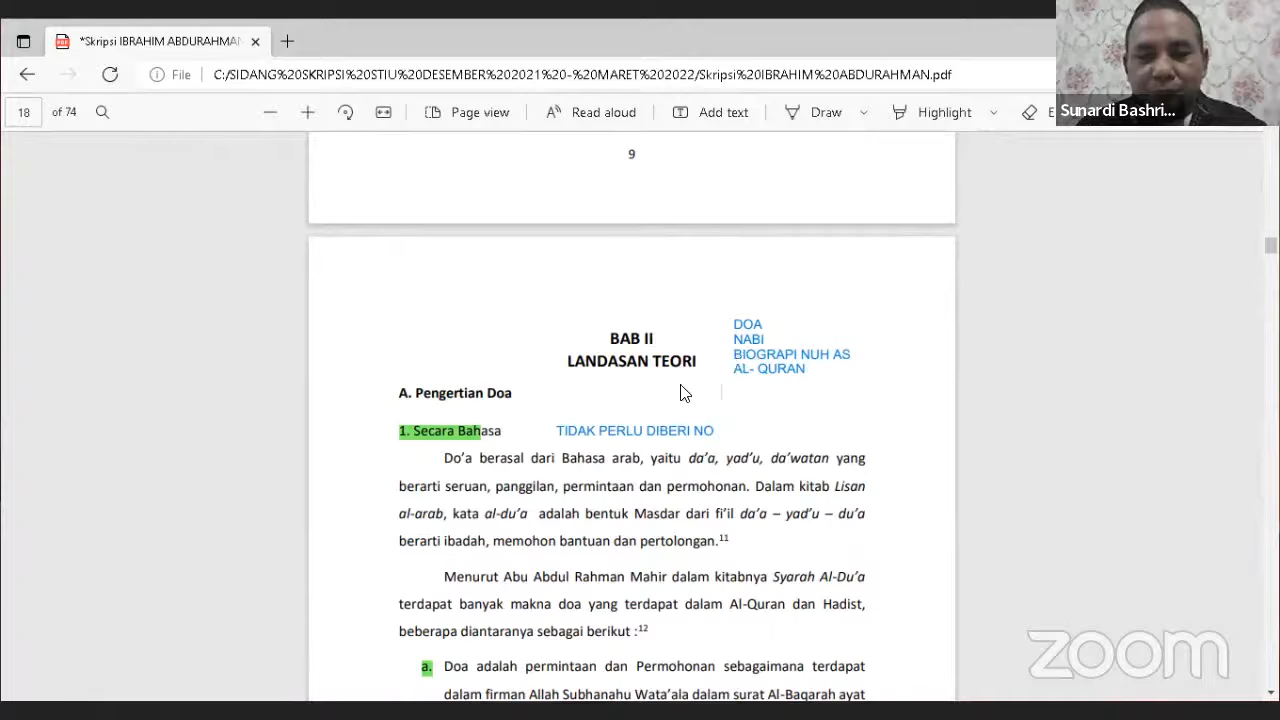 *Skripsi IBRAHIM ABDURAHMAN
File C:/SIDANG%20SKRIPSI%20STIU%20DESEMBER%202021%20-%20MARET%202022/Skripsi%20IBRAHIM%20ABDURAHMAN.pdf
18 of 74 Page view Read aloud Add text Draw Highlight
Sunardi Bashri...
9
BAB II
LANDASAN TEORI
DOA
NABI
BIOGRAPI NUH AS
AL- QURAN
A. Pengertian Doa
1. Secara Bahasa TIDAK PERLU DIBERI NO
Do’a berasal dari Bahasa arab, yaitu da’a, yad’u, da’watan yang
berarti seruan, panggilan, permintaan dan permohonan. Dalam kitab Lisan
al-arab, kata al-du’a adalah bentuk Masdar dari fi’il da’a – yad’u – du’a
berarti ibadah, memohon bantuan dan pertolongan.11
Menurut Abu Abdul Rahman Mahir dalam kitabnya Syarah Al-Du’a
terdapat banyak makna doa yang terdapat dalam Al-Quran dan Hadist,
beberapa diantaranya sebagai berikut :12
a. Doa adalah permintaan dan Permohonan sebagaimana terdapat
dalam firman Allah Subhanahu Wata’ala dalam surat Al-Baqarah ayat
zoom